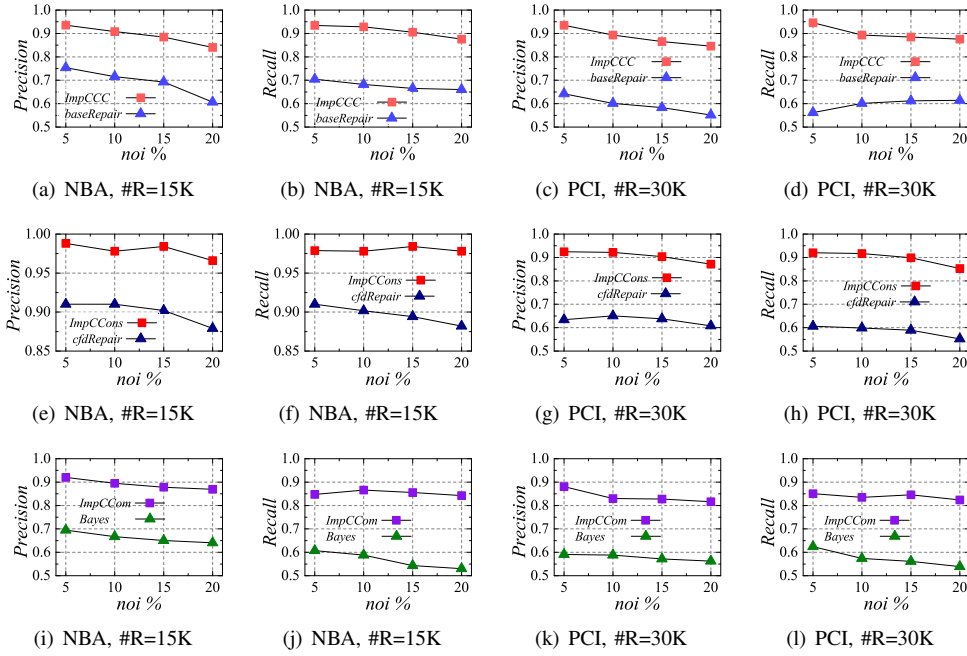 Precision
1.0
0.9
0.8
0.7
0.6
0.5
ImpCCC
baseRepair
5 10 15 20
noi %
(a) NBA, #R=15K
Recall
1.0
0.9
0.8
0.7
0.6
0.5
ImpCCC
baseRepair
5 10 15 20
noi %
(b) NBA, #R=15K
Precision
1.0
0.9
0.8
0.7
0.6
0.5
ImpCCC
baseRepair
5 10 15 20
noi %
(c) PCI, #R=30K
Recall
1.0
0.9
0.8
0.7
0.6
0.5
ImpCCC
baseRepair
5 10 15 20
noi %
(d) PCI, #R=30K
Precision
1.00
0.95
0.90
0.85
ImpCCons
cfdRepair
5 10 15 20
noi %
(e) NBA, #R=15K
Recall
1.00
0.95
0.90
0.85
ImpCCons
cfdRepair
5 10 15 20
noi %
(f) NBA, #R=15K
Precision
1.0
0.9
0.8
0.7
0.6
0.5
ImpCCons
cfdRepair
5 10 15 20
noi %
(g) PCI, #R=30K
Recall
1.0
0.9
0.8
0.7
0.6
0.5
ImpCCons
cfdRepair
5 10 15 20
noi %
(h) PCI, #R=30K
Precision
1.0
0.9
0.8
0.7
0.6
0.5
ImpCCom
Bayes
5 10 15 20
noi %
(i) NBA, #R=15K
Recall
1.0
0.9
0.8
0.7
0.6
0.5
ImpCCom
Bayes
5 10 15 20
noi %
(j) NBA, #R=15K
Precision
1.0
0.9
0.8
0.7
0.6
0.5
ImpCCom
Bayes
5 10 15 20
noi %
(k) PCI, #R=30K
Recall
1.0
0.9
0.8
0.7
0.6
0.5
ImpCCom
Bayes
5 10 15 20
noi %
(l) PCI, #R=30K